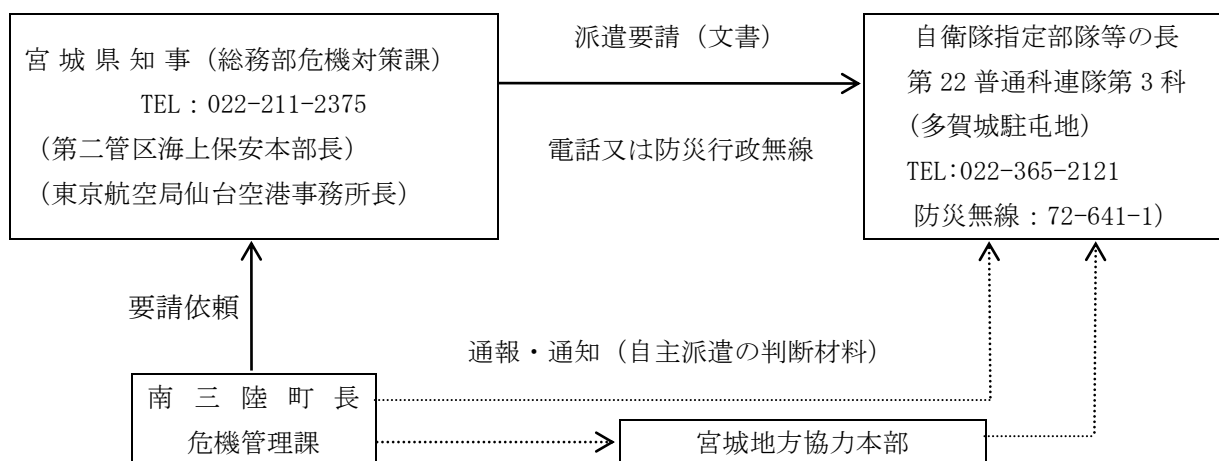 宮 城 県 知 事（総務部危機対策課）
TEL：022-211-2375
（第二管区海上保安本部長）
（東京航空局仙台空港事務所長）
派遣要請（文書）
電話又は防災行政無線
自衛隊指定部隊等の長
第 22 普通科連隊第 3 科
（多賀城駐屯地）
TEL:022-365-2121
防災無線：72-641-1）
要請依頼
通報・通知（自主派遣の判断材料）
南 三 陸 町 長
危機管理課
宮城地方協力本部